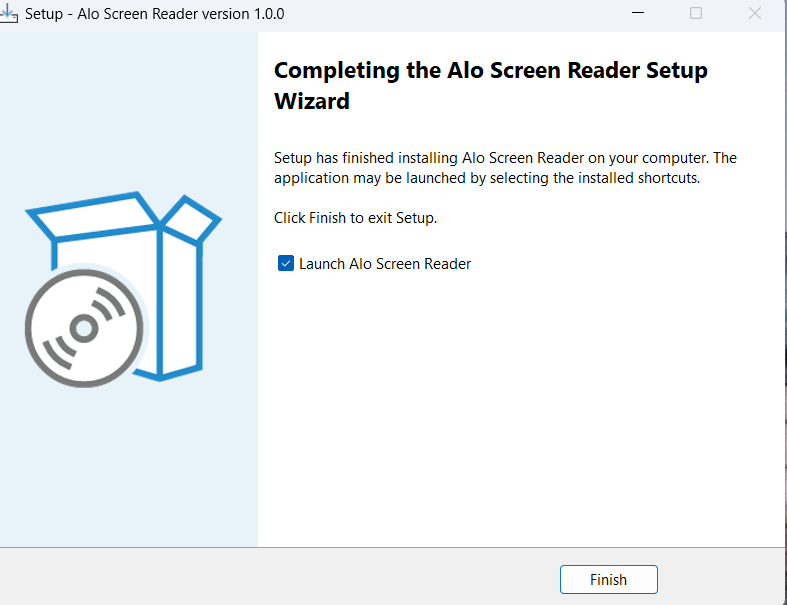 Setup - Alo Screen Reader version 1.0.0
Completing the Alo Screen Reader Setup
Wizard
Setup has finished installing Alo Screen Reader on your computer. The
application may be launched by selecting the installed shortcuts.
Click Finish to exit Setup.
Launch Alo Screen Reader
Finish